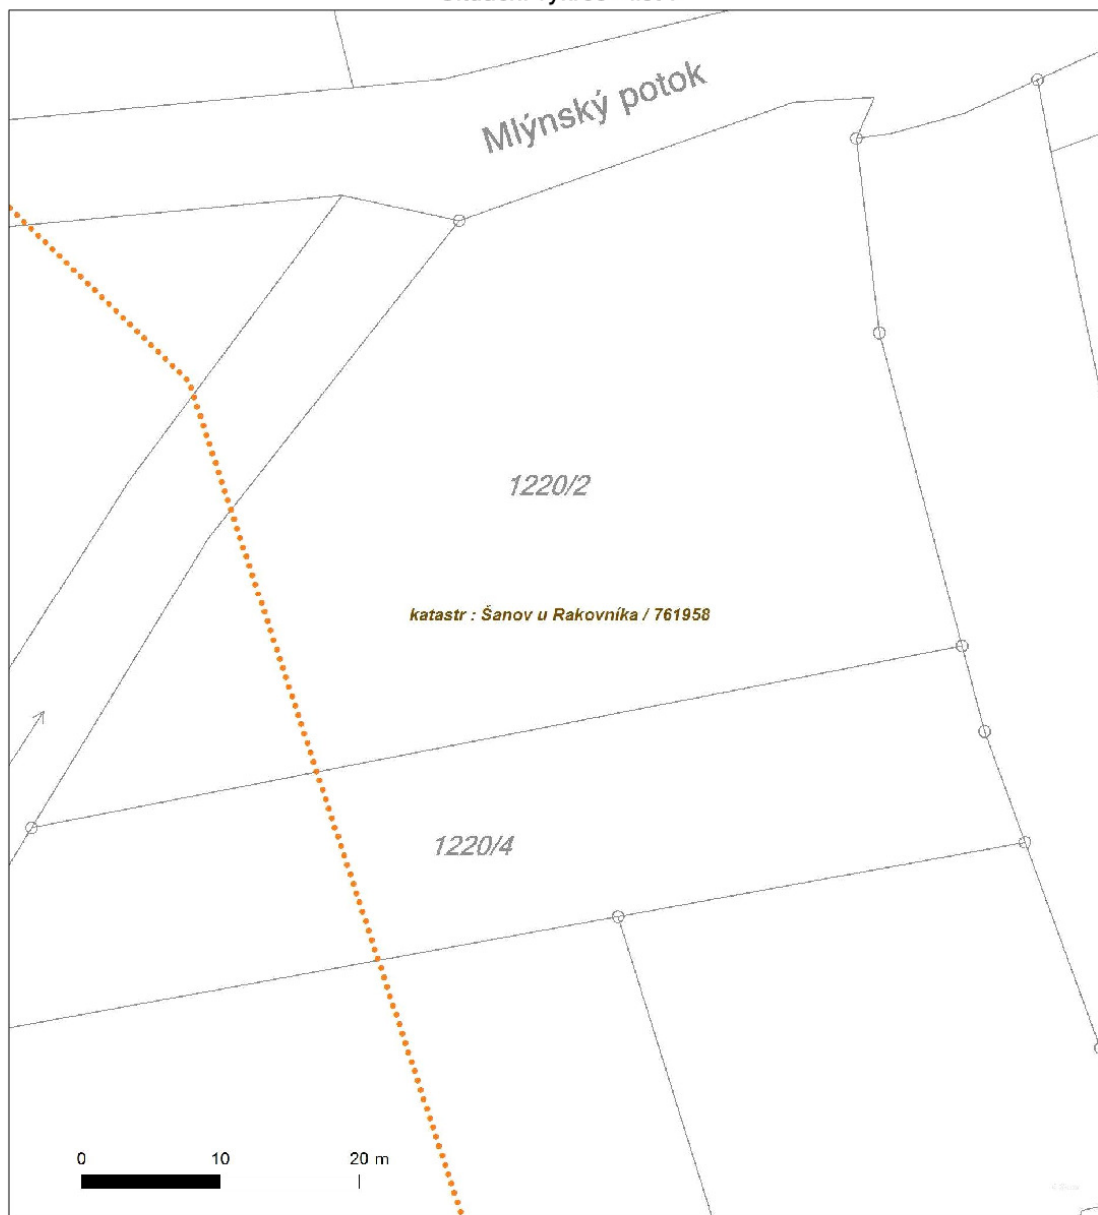 Mlýnský potok
1220/2
katastr : Šanov u Rakovníka / 761958
1220/4
0 10 20 m